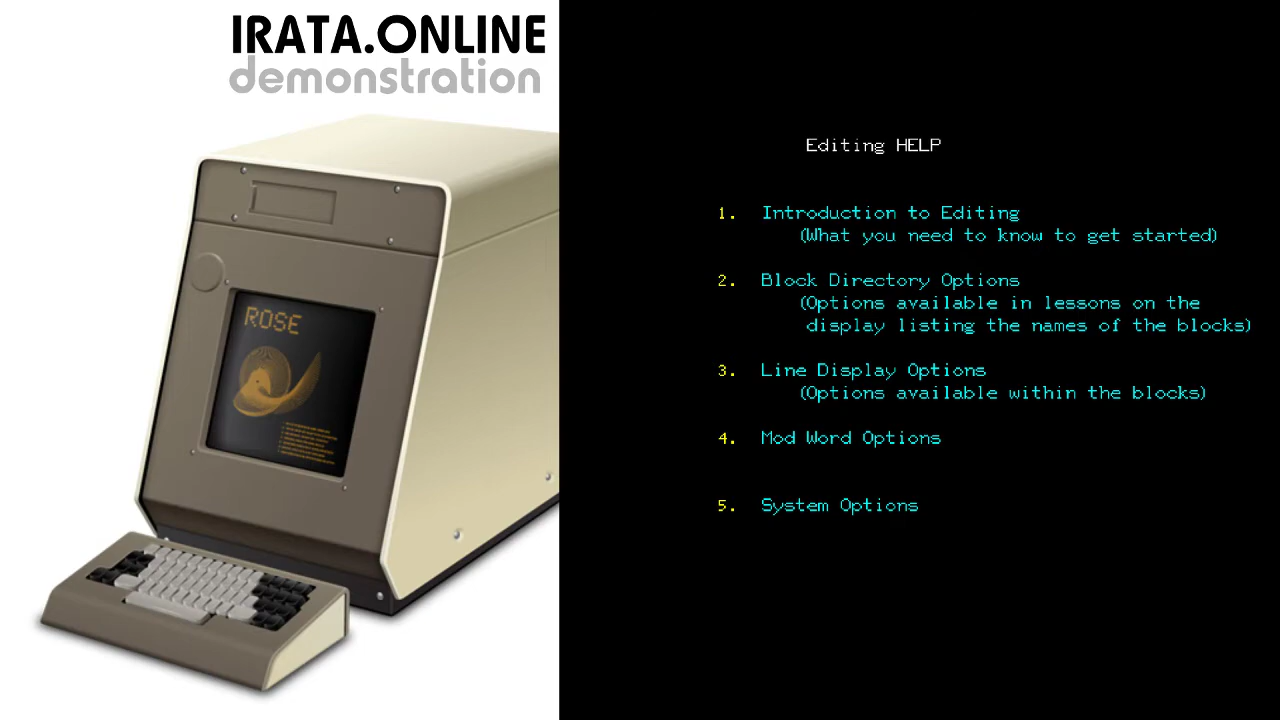 IRATA.ONLINE
demonstration
ROSE
Editing HELP
1. Introduction to Editing
(What you need to know to get started)
2. Block Directory Options
(Options available in lessons on the
display listing the names of the blocks)
3. Line Display Options
(Options available within the blocks)
4. Mod Word Options
5. System Options